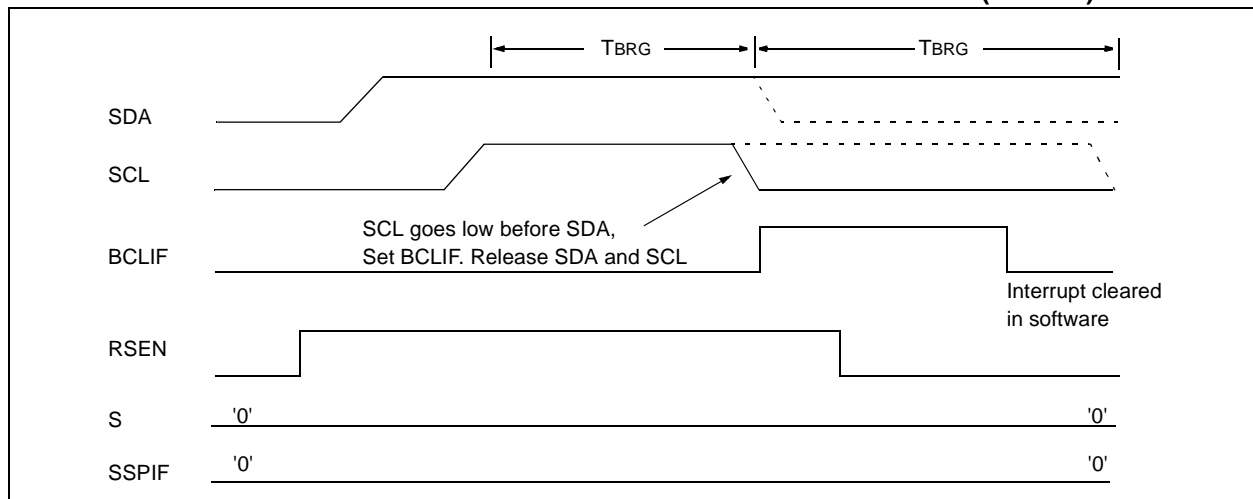 TBRG TBRG
SDA
SCL
SCL goes low before SDA,
Set BCLIF. Release SDA and SCL
BCLIF
Interrupt cleared
in software
RSEN
S '0' '0'
SSPIF '0' '0'